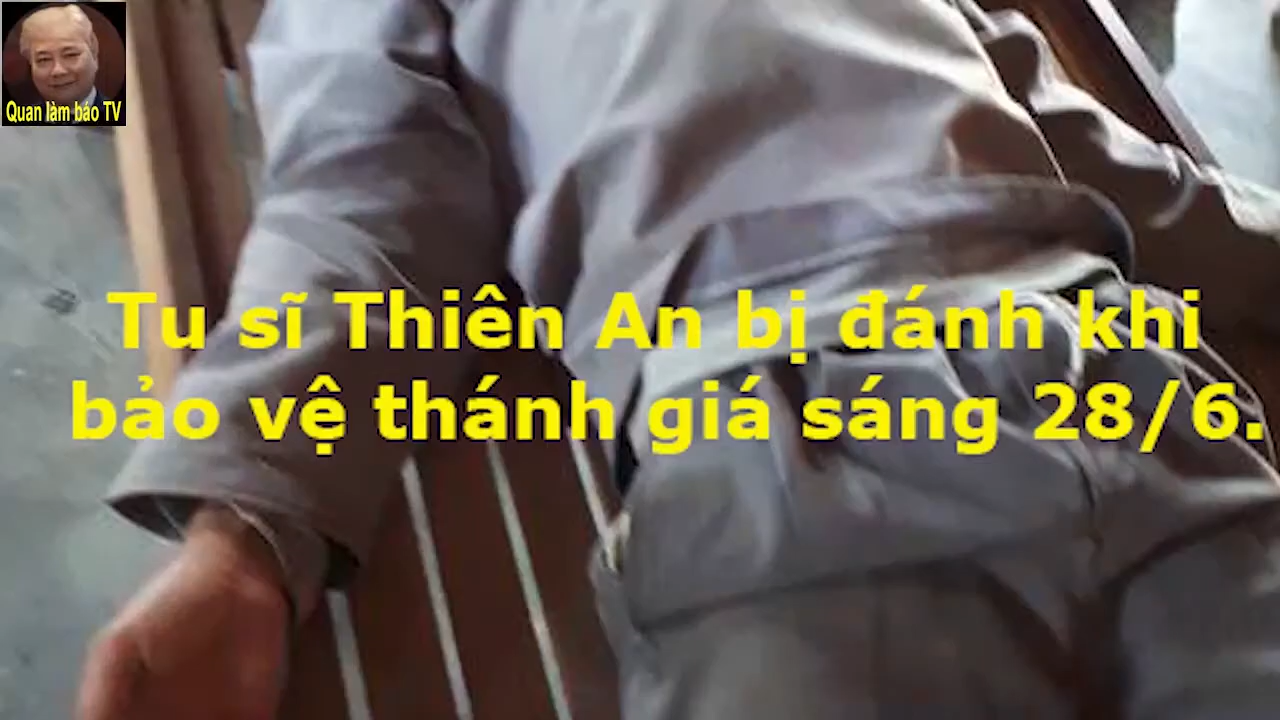 Quan làm báo TV
Tu sĩ Thiên An bị đánh khi
bảo vệ thánh giá sáng 28/6.